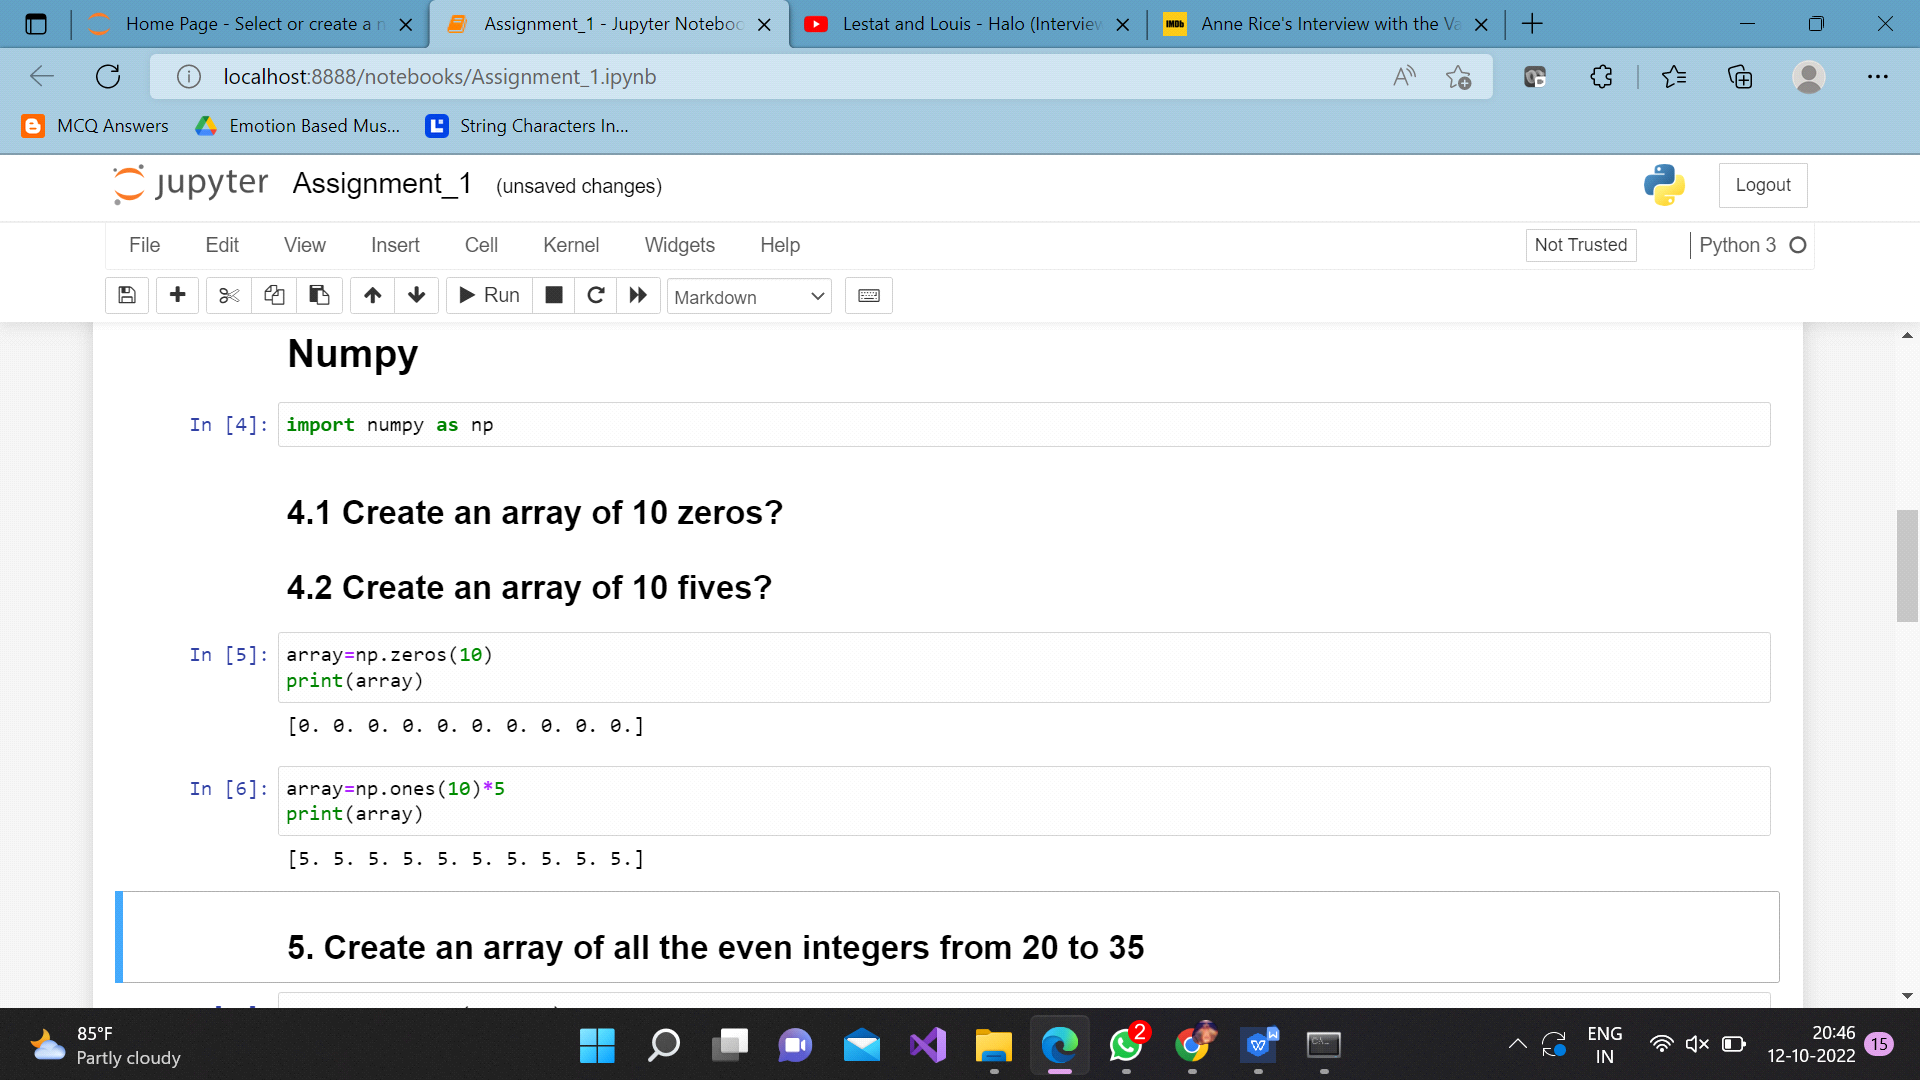 Home Page - Select or create a n
Assignment_1 - Jupyter Noteboo
Lestat and Louis - Halo (Interview
IMDb
Anne Rice's Interview with the Va
localhost:8888/notebooks/Assignment_1.ipynb
MCQ Answers
Emotion Based Mus...
String Characters In...
jupyter
Assignment_1
(unsaved changes)
Logout
File Edit View Insert Cell Kernel Widgets Help
Not Trusted
Python 3
Run
Markdown
Numpy
In [4]: import numpy as np
4.1 Create an array of 10 zeros?
4.2 Create an array of 10 fives?
In [5]: array=np.zeros(10)
print(array)
[0. 0. 0. 0. 0. 0. 0. 0. 0. 0.]
In [6]: array=np.ones(10)*5
print(array)
[5. 5. 5. 5. 5. 5. 5. 5. 5. 5.]
5. Create an array of all the even integers from 20 to 35
85°F
Partly cloudy
2
ENG
IN
20:46
12-10-2022
15